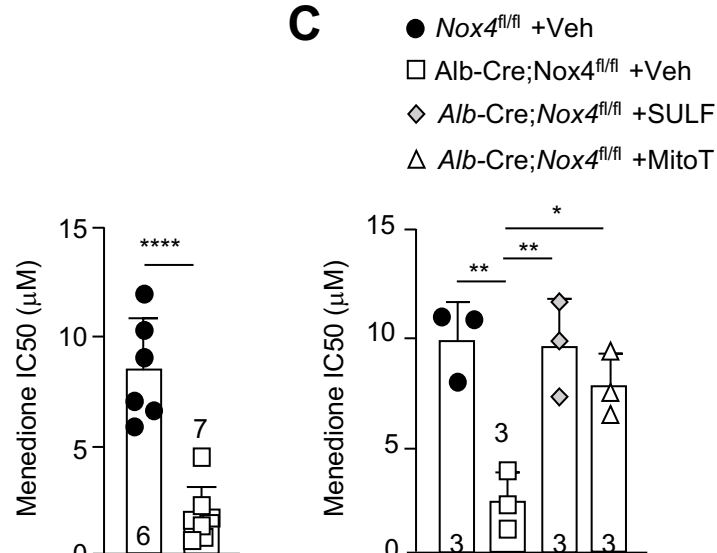 C
Nox4fl/fl +Veh
Alb-Cre;Nox4fl/fl +Veh
Alb-Cre;Nox4fl/fl +SULF
Alb-Cre;Nox4fl/fl +MitoT
Menedione IC50 (μM)
15
10
5
0
****
7
6
Menedione IC50 (μM)
15
10
5
0
*
**
**
3
3
3
3